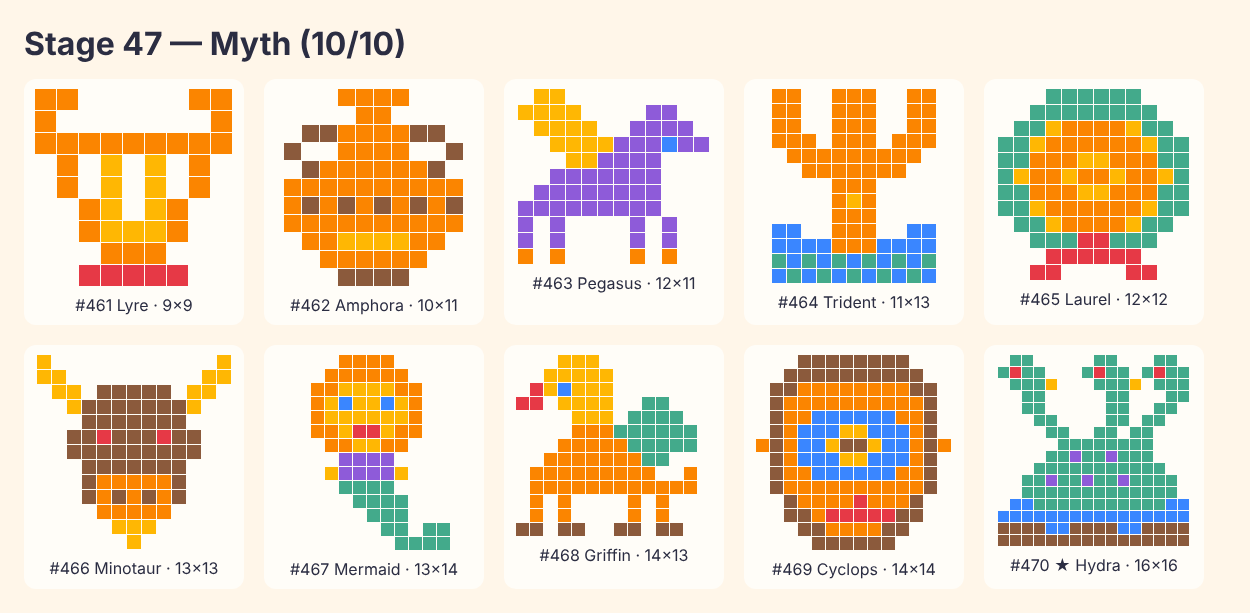 Stage 47 — Myth (10/10)
#461 Lyre · 9×9
#462 Amphora · 10×11
#463 Pegasus · 12×11
#464 Trident · 11×13
#465 Laurel · 12×12
#466 Minotaur · 13×13
#467 Mermaid · 13×14
#468 Griffin · 14×13
#469 Cyclops · 14×14
#470 ★ Hydra · 16×16